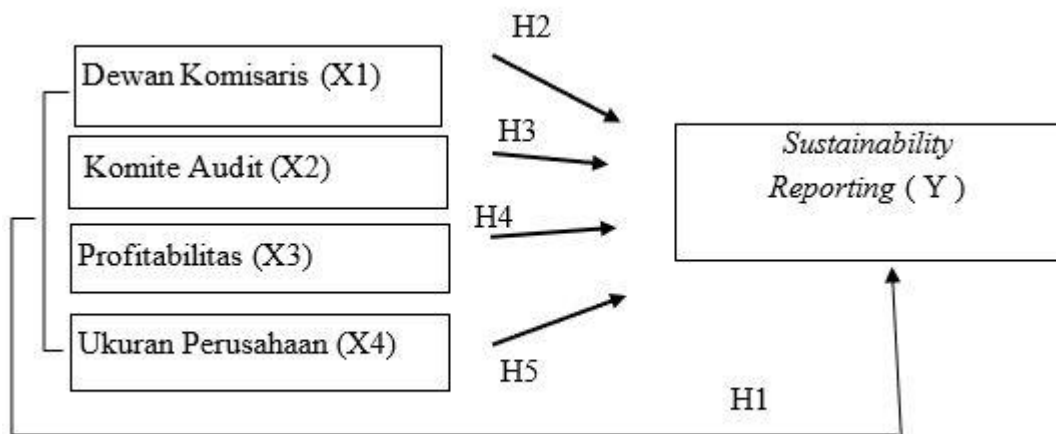 H2
Dewan Komisaris (X1)
H3
Sustainability
Reporting ( Y )
Komite Audit (X2)
H4
Profitabilitas (X3)
Ukuran Perusahaan (X4)
H5
H1